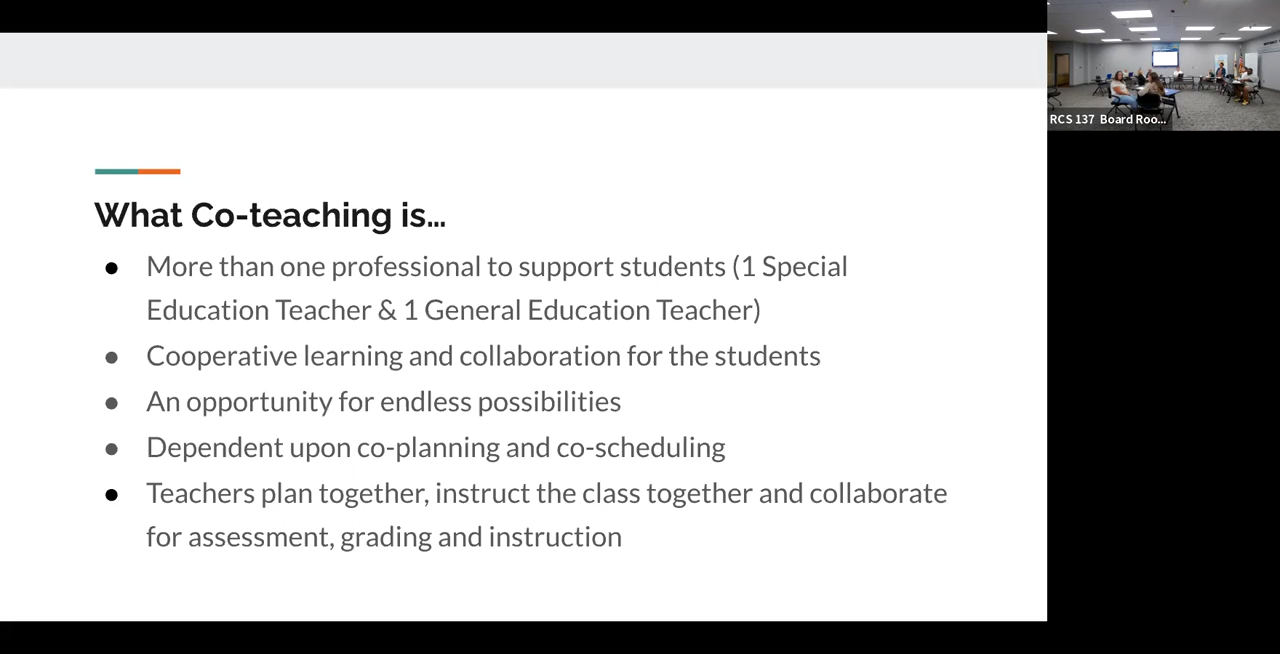 What Co-teaching is…
● More than one professional to support students (1 Special
Education Teacher & 1 General Education Teacher)
● Cooperative learning and collaboration for the students
● An opportunity for endless possibilities
● Dependent upon co-planning and co-scheduling
● Teachers plan together, instruct the class together and collaborate
for assessment, grading and instruction
RCS 137 Board Roo...